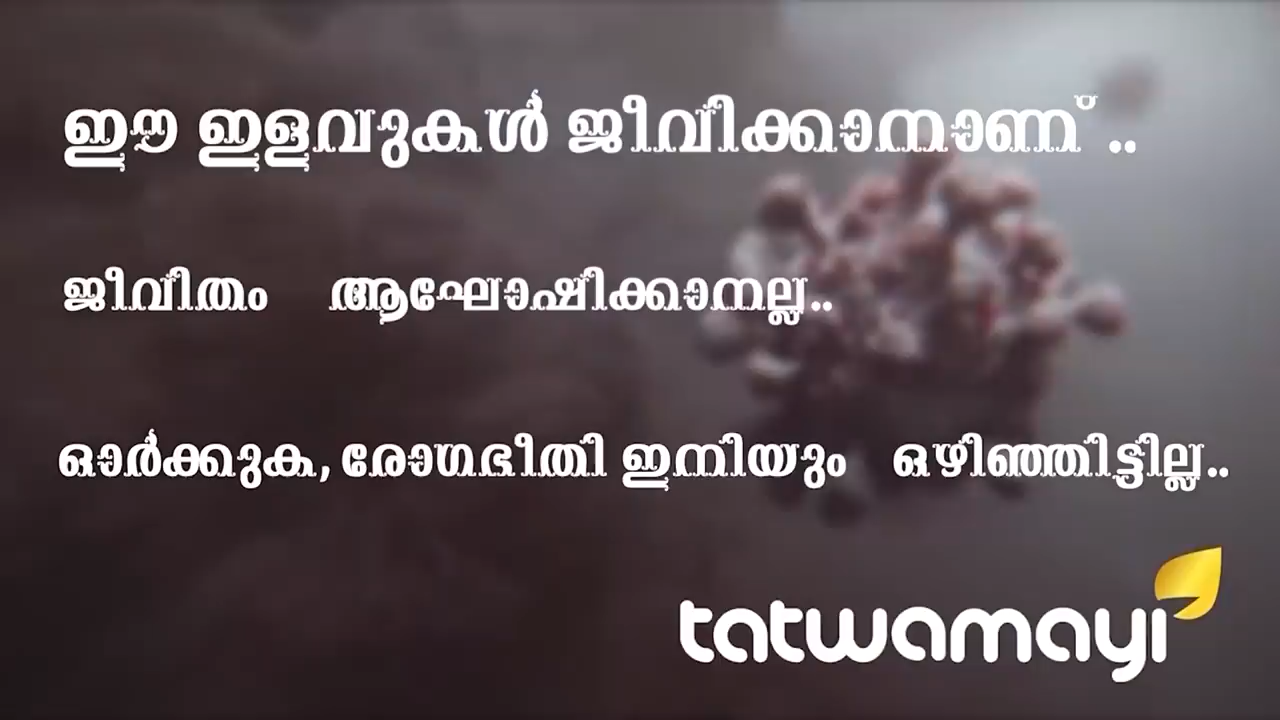 ഈ ഇളവുകൾ ജീവിക്കാനാണ് ..
ജീവിതം ആഘോഷിക്കാനല്ല..
ഓർക്കുക, രോഗഭീതി ഇനിയും ഒഴിഞ്ഞിട്ടില്ല..
tatwamayi